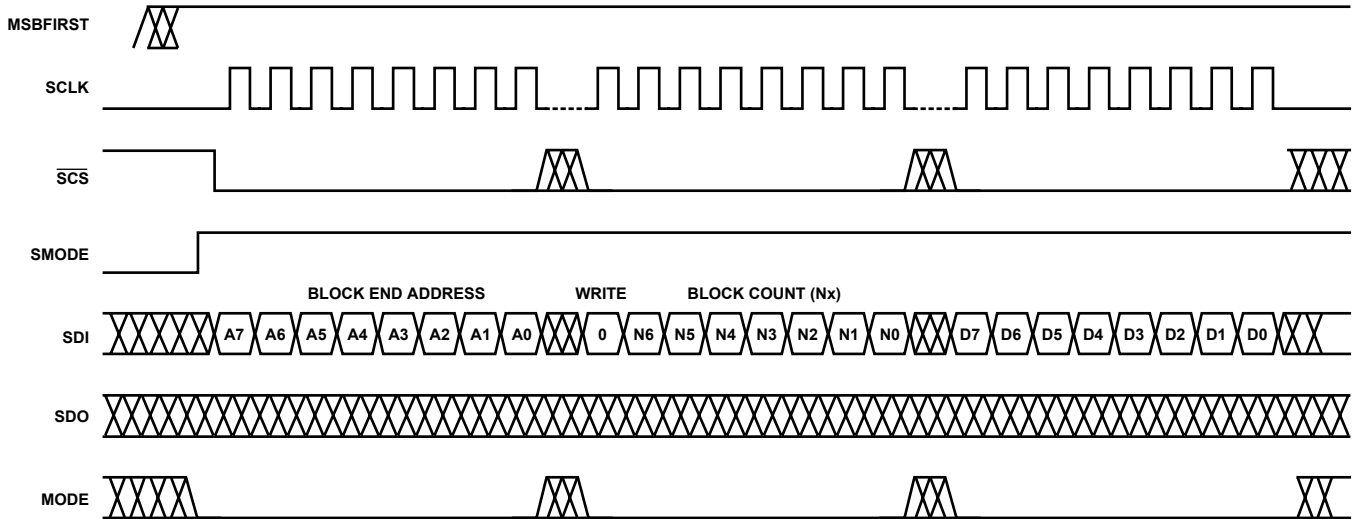 MSBFIRST
SCLK
SCS
SMODE
BLOCK END ADDRESS WRITE BLOCK COUNT (Nx)
SDI A7 A6 A5 A4 A3 A2 A1 A0 0 N6 N5 N4 N3 N2 N1 N0 D7 D6 D5 D4 D3 D2 D1 D0
SDO
MODE